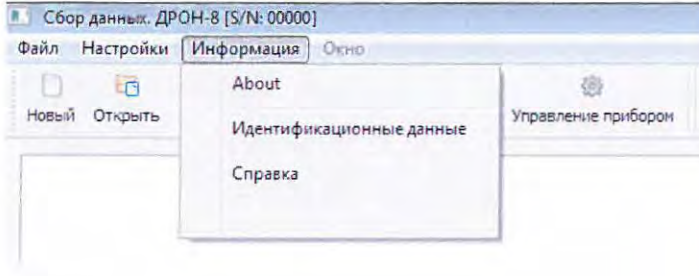 Сбор данных. ДРОН-8 [S/N: 00000]
Файл Настройки Информация Окно
Новый Открыть Управление прибором
About
Идентификационные данные
Справка